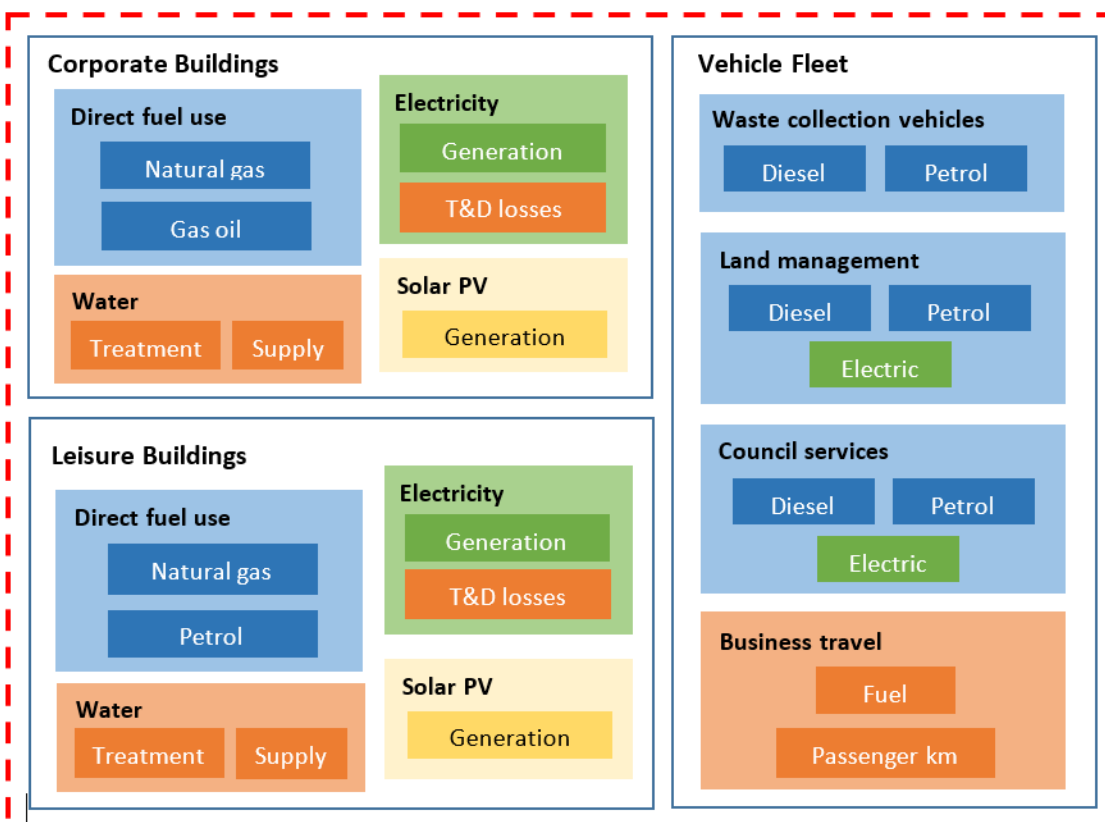 Corporate Buildings
Direct fuel use
Natural gas
Gas oil
Electricity
Generation
T&D losses
Water
Treatment
Supply
Solar PV
Generation
Leisure Buildings
Direct fuel use
Natural gas
Petrol
Electricity
Generation
T&D losses
Water
Treatment
Supply
Solar PV
Generation
Vehicle Fleet
Waste collection vehicles
Diesel
Petrol
Land management
Diesel
Petrol
Electric
Council services
Diesel
Petrol
Electric
Business travel
Fuel
Passenger km